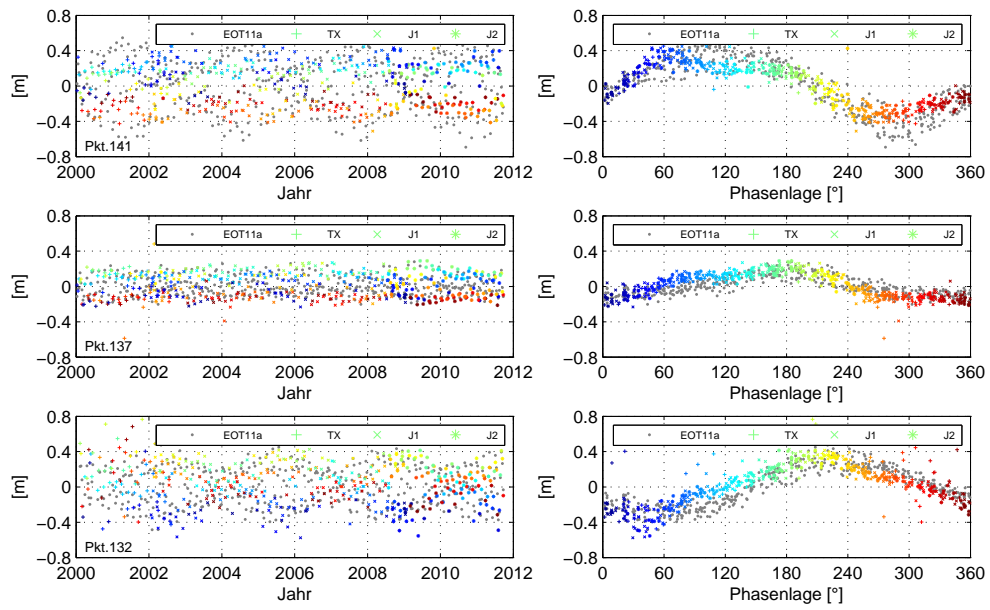 0.8
0.4
0
−0.4
−0.8
[m]
EOT11a TX J1 J2
Pkt.141
2000 2002 2004 2006 2008 2010 2012
Jahr
0.8
0.4
0
−0.4
−0.8
[m]
EOT11a TX J1 J2
0 60 120 180 240 300 360
Phasenlage [°]
0.8
0.4
0
−0.4
−0.8
[m]
EOT11a TX J1 J2
Pkt.137
2000 2002 2004 2006 2008 2010 2012
Jahr
0.8
0.4
0
−0.4
−0.8
[m]
EOT11a TX J1 J2
0 60 120 180 240 300 360
Phasenlage [°]
0.8
0.4
0
−0.4
−0.8
[m]
EOT11a TX J1 J2
Pkt.132
2000 2002 2004 2006 2008 2010 2012
Jahr
0.8
0.4
0
−0.4
−0.8
[m]
EOT11a TX J1 J2
0 60 120 180 240 300 360
Phasenlage [°]